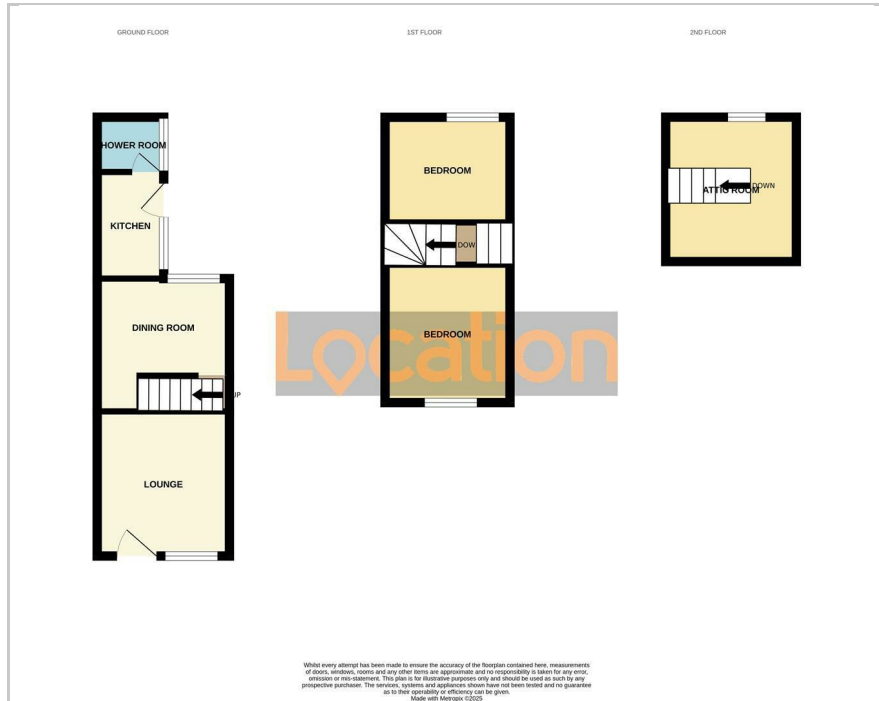 GROUND FLOOR
1ST FLOOR
2ND FLOOR
HOWER ROOM
KITCHEN
DINING ROOM
UP
LOUNGE
BEDROOM
DOW
BEDROOM
Location
DOWN
ATTIC ROOM
Whilst every attempt has been made to ensure the accuracy of the floorplan contained here, measurements
of doors, windows, rooms and any other items are approximate and no responsibility is taken for any error,
omission or mis-statement. This plan is for illustrative purposes only and should be used as such by any
prospective purchaser. The services, systems and appliances shown have not been tested and no guarantee
as to their operability or efficiency can be given.
Made with Metropix ©2025